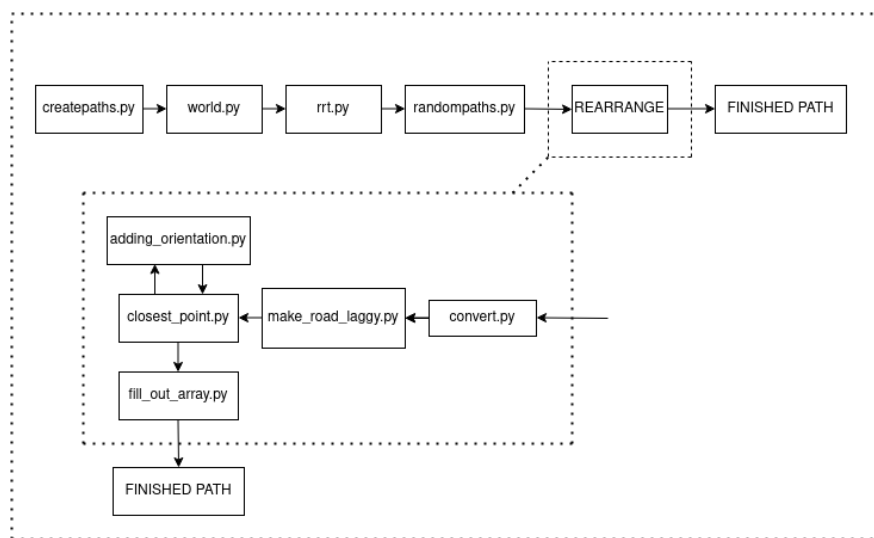 createpaths.py
world.py
rrt.py
randompaths.py
REARRANGE
FINISHED PATH
adding_orientation.py
closest_point.py
make_road_laggy.py
convert.py
fill_out_array.py
FINISHED PATH